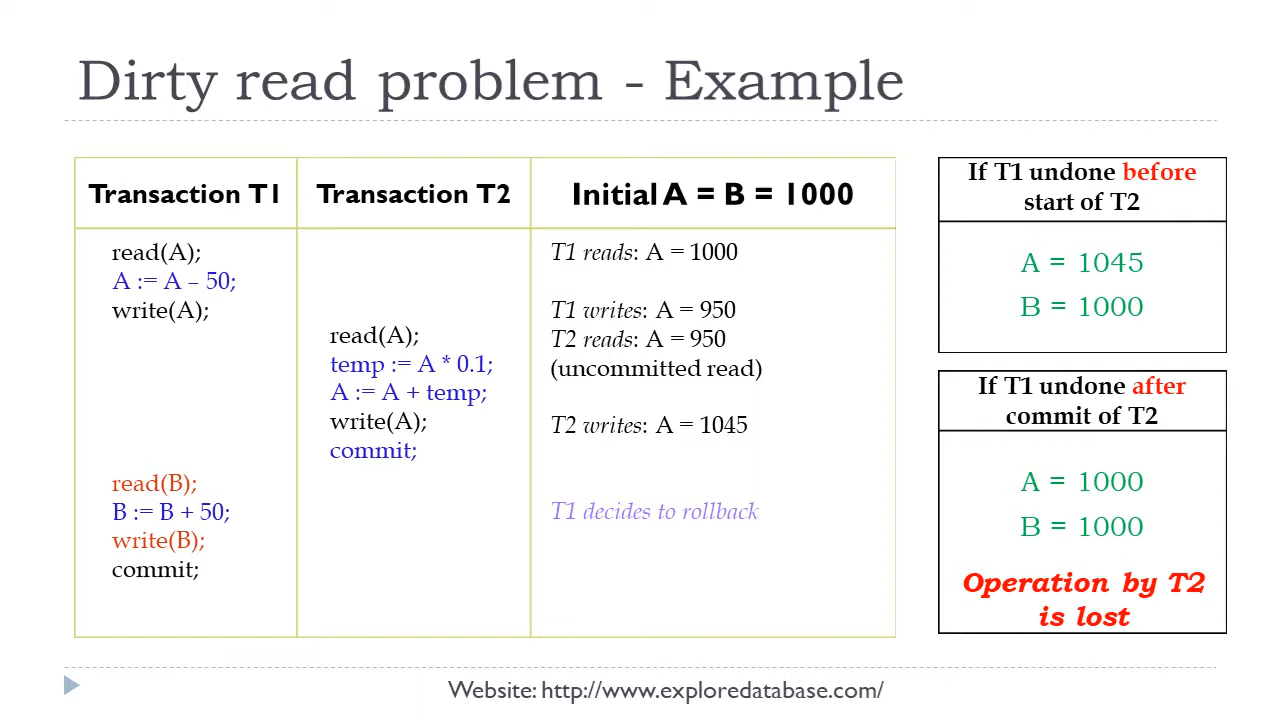 Dirty read problem - Example
Transaction T1
Transaction T2
Initial A = B = 1000
read(A);
A := A – 50;
write(A);
read(A);
temp := A * 0.1;
A := A + temp;
write(A);
commit;
read(B);
B := B + 50;
write(B);
commit;
T1 reads: A = 1000
T1 writes: A = 950
T2 reads: A = 950
(uncommitted read)
T2 writes: A = 1045
T1 decides to rollback
If T1 undone before
start of T2
A = 1045
B = 1000
If T1 undone after
commit of T2
A = 1000
B = 1000
Operation by T2
is lost
Website: http://www.exploredatabase.com/